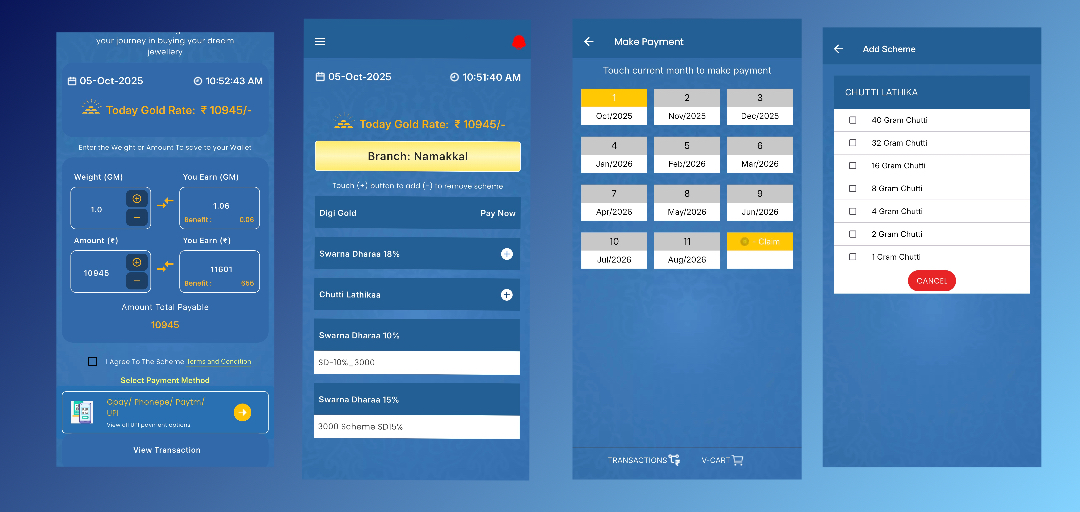 your journey in buying your dream
jewellery
05-Oct-2025 10:52:43 AM
Today Gold Rate: ₹ 10945/-
Enter the Weight or Amount To save to your Wallet
Weight (GM) You Earn (GM)
1.0 1.06
Benefit : 0.06
Amount (₹) You Earn (₹)
10945 11601
Benefit : 656
Amount Total Payable
10945
I Agree To The Scheme Terms and Condition
Select Payment Method
Gpay/ Phonepe/ Paytm/
UPI
View all UPI payment options
View Transaction
05-Oct-2025 10:51:40 AM
Today Gold Rate: ₹ 10945/-
Branch: Namakkal
Touch (+) button to add (-) to remove scheme
Digi Gold Pay Now
Swarna Dharaa 18%
Chutti Lathikaa
Swarna Dharaa 10%
SD-10%_3000
Swarna Dharaa 15%
3000 Scheme SD15%
Make Payment
Touch current month to make payment
1 2 3
Oct/2025 Nov/2025 Dec/2025
4 5 6
Jan/2026 Feb/2026 Mar/2026
7 8 9
Apr/2026 May/2026 Jun/2026
10 11 Claim
Jul/2026 Aug/2026
TRANSACTIONS V-CART
Add Scheme
CHUTTI LATHIKA
40 Gram Chutti
32 Gram Chutti
16 Gram Chutti
8 Gram Chutti
4 Gram Chutti
2 Gram Chutti
1 Gram Chutti
CANCEL